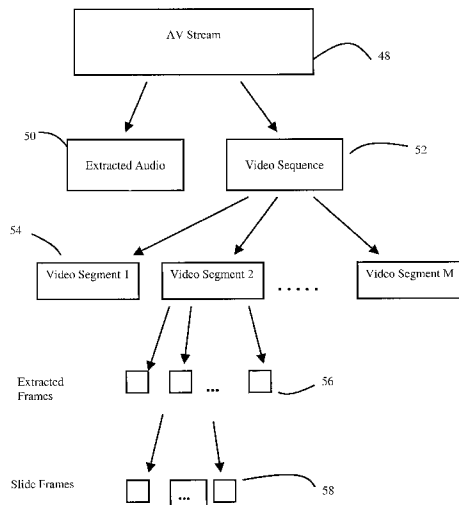 AV Stream
48
50
Extracted Audio
Video Sequence
52
54
Video Segment 1
Video Segment 2
.....
Video Segment M
Extracted
Frames
...
56
Slide Frames
...
58